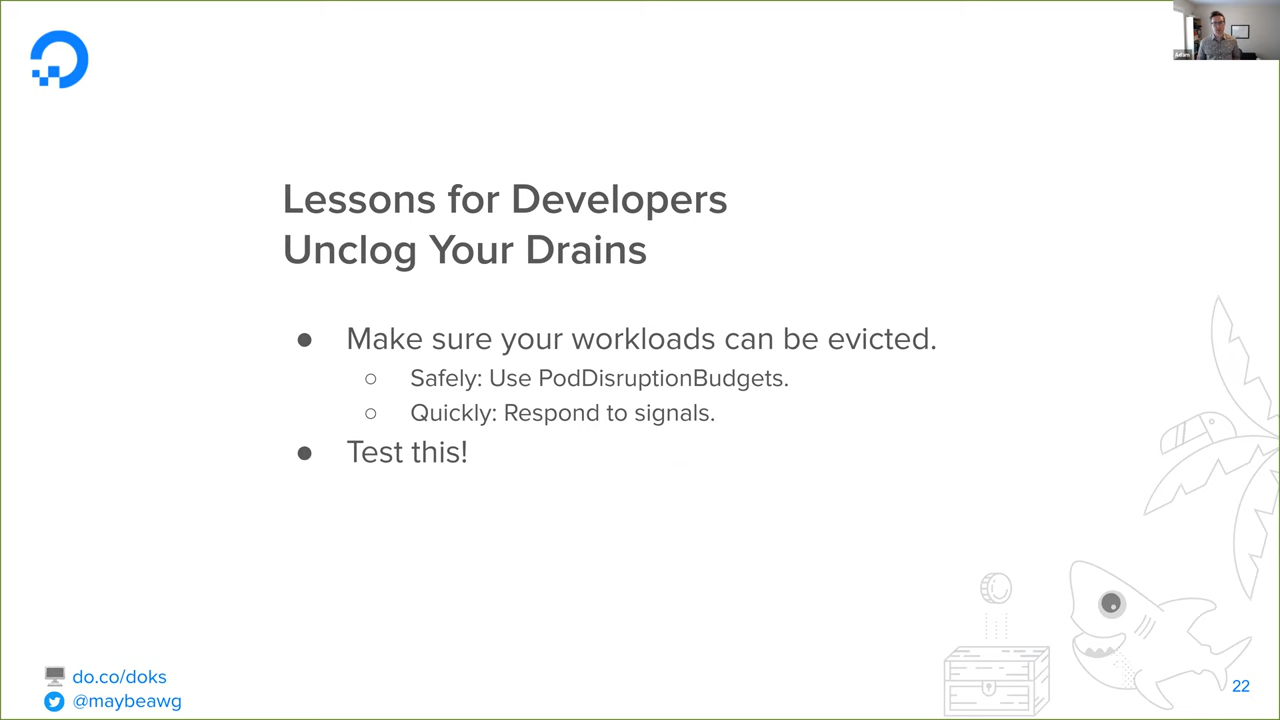 Adam
Lessons for Developers
Unclog Your Drains
● Make sure your workloads can be evicted.
○ Safely: Use PodDisruptionBudgets.
○ Quickly: Respond to signals.
● Test this!
do.co/doks
@maybeawg
22